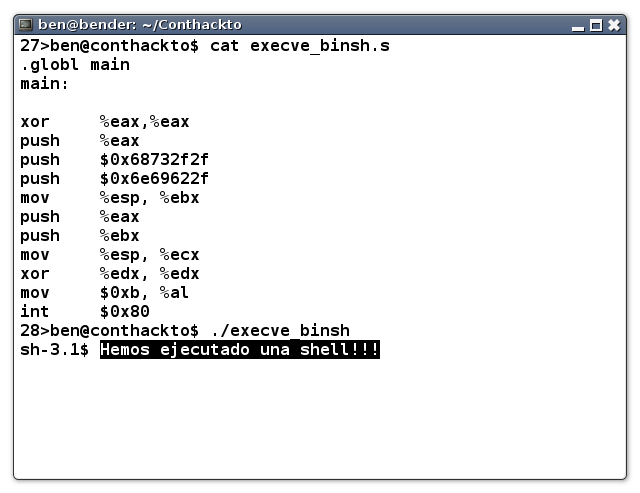 ben@bender: ~/Conthackto
27>ben@conthackto$ cat execve_binsh.s
.globl main
main:
xor     %eax,%eax
push    %eax
push    $0x68732f2f
push    $0x6e69622f
mov     %esp, %ebx
push    %eax
push    %ebx
mov     %esp, %ecx
xor     %edx, %edx
mov     $0xb, %al
int     $0x80
28>ben@conthackto$ ./execve_binsh
sh-3.1$ Hemos ejecutado una shell!!!